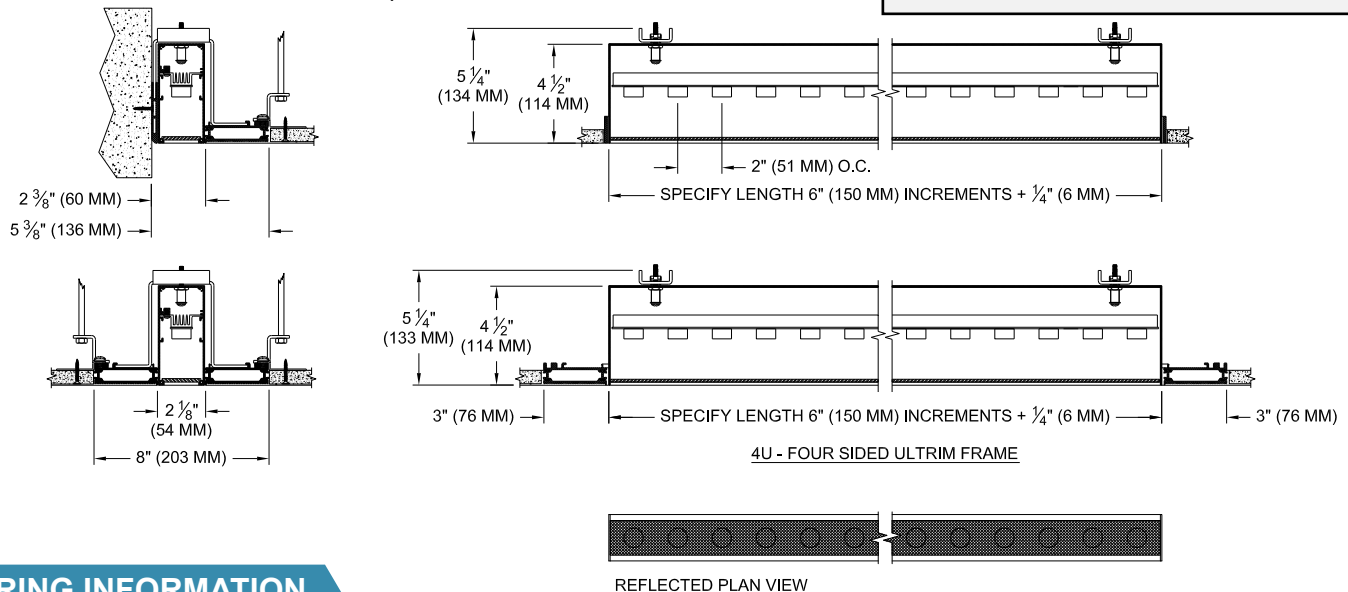 5 1/4"
(134 MM)
4 1/2"
(114 MM)
2" (51 MM) O.C.
SPECIFY LENGTH 6" (150 MM) INCREMENTS + 1/4" (6 MM)
2 3/8" (60 MM)
5 3/8" (136 MM)
5 1/4"
(133 MM)
4 1/2"
(114 MM)
2 1/8"
(54 MM)
8" (203 MM)
3" (76 MM)
SPECIFY LENGTH 6" (150 MM) INCREMENTS + 1/4" (6 MM)
3" (76 MM)
4U - FOUR SIDED ULTRIM FRAME
RING INFORMATION
REFLECTED PLAN VIEW